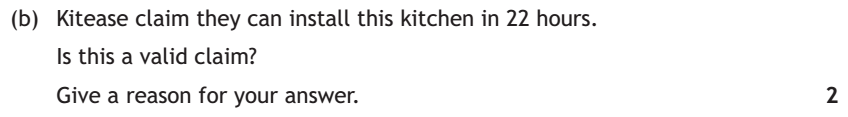 (b) Kitease claim they can install this kitchen in 22 hours.
Is this a valid claim?
Give a reason for your answer. 2